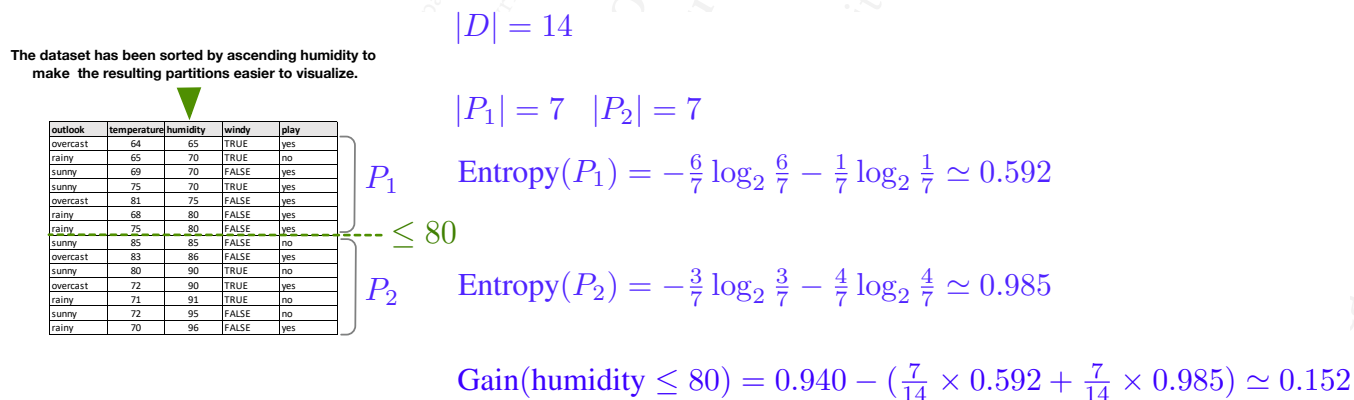 |D| = 14
The dataset has been sorted by ascending humidity to
make the resulting partitions easier to visualize.
|P₁| = 7 |P₂| = 7
outlook temperature humidity windy play
overcast 64 65 TRUE yes
rainy 65 70 TRUE no
sunny 69 70 FALSE yes
sunny 75 70 TRUE yes
overcast 81 75 FALSE yes
rainy 68 80 FALSE yes
rainy 75 80 FALSE yes
sunny 85 85 FALSE no
overcast 83 86 FALSE yes
sunny 80 90 TRUE no
overcast 72 90 TRUE yes
rainy 71 91 TRUE no
sunny 72 95 FALSE no
rainy 70 96 FALSE yes
P₁
≤ 80
P₂
Entropy(P₁) = −6/7 log₂ 6/7 − 1/7 log₂ 1/7 ≃ 0.592
Entropy(P₂) = −3/7 log₂ 3/7 − 4/7 log₂ 4/7 ≃ 0.985
Gain(humidity ≤ 80) = 0.940 − (7/14 × 0.592 + 7/14 × 0.985) ≃ 0.152